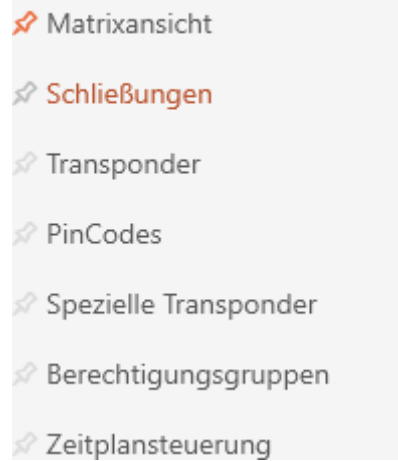 Matrixansicht
Schließungen
Transponder
PinCodes
Spezielle Transponder
Berechtigungsgruppen
Zeitplansteuerung